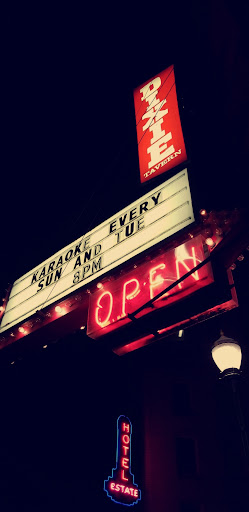 DIXIE
TAVERN
KARAOKE EVERY
SUN AND TUE
8PM
OPEN
HOTEL
ESTATE